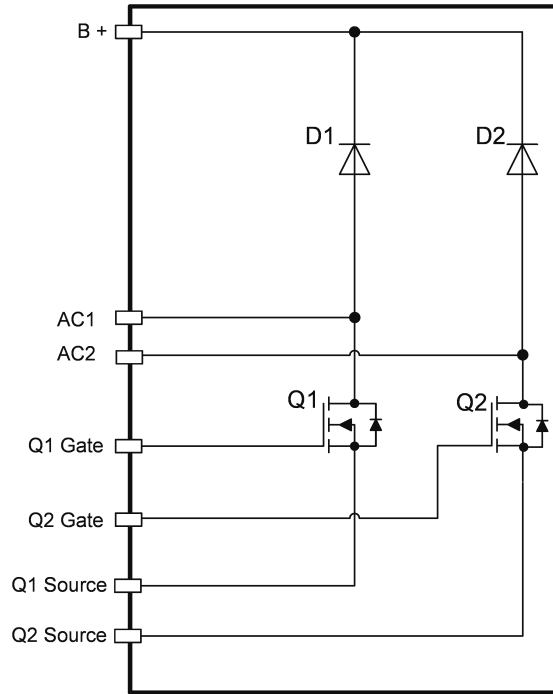 B +
D1
D2
AC1
AC2
Q1
Q2
Q1 Gate
Q2 Gate
Q1 Source
Q2 Source